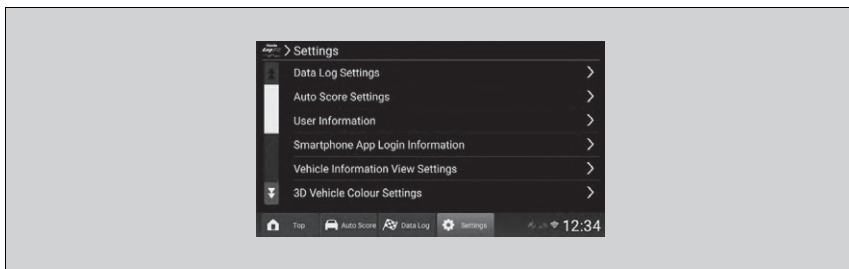 Settings
Data Log Settings
Auto Score Settings
User Information
Smartphone App Login Information
Vehicle Information View Settings
3D Vehicle Colour Settings
Top Auto Score Data Log Settings 12:34